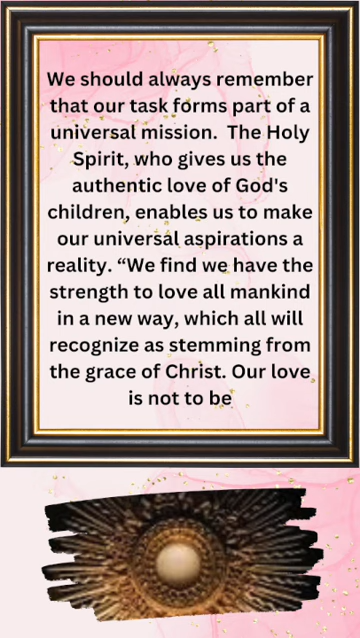 We should always remember
that our task forms part of a
universal mission.  The Holy
Spirit, who gives us the
authentic love of God's
children, enables us to make
our universal aspirations a
reality. “We find we have the
strength to love all mankind
in a new way, which all will
recognize as stemming from
the grace of Christ. Our love
is not to be